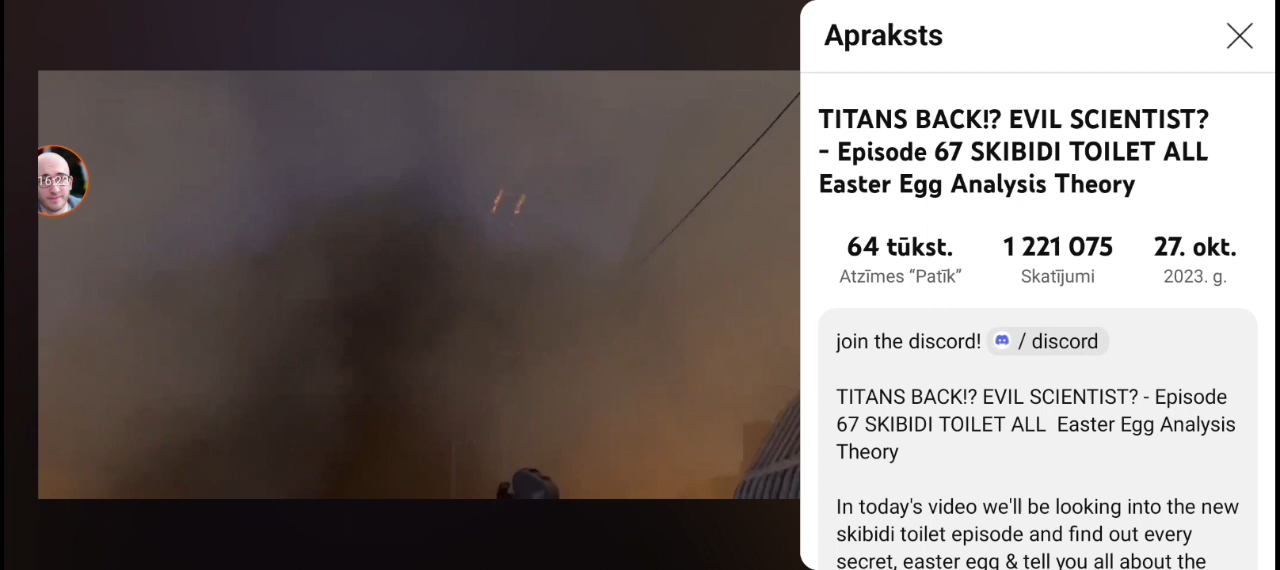 Apraksts
TITANS BACK!? EVIL SCIENTIST?
- Episode 67 SKIBIDI TOILET ALL
Easter Egg Analysis Theory
64 tūkst. 1 221 075 27. okt.
Atzīmes “Patīk” Skatījumi 2023. g.
join the discord! / discord
TITANS BACK!? EVIL SCIENTIST? - Episode
67 SKIBIDI TOILET ALL Easter Egg Analysis
Theory
In today's video we'll be looking into the new
skibidi toilet episode and find out every
secret, easter egg & tell you all about the